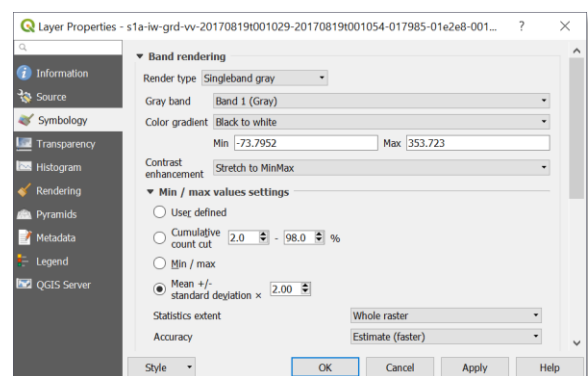 Layer Properties - s1a-iw-grd-vv-20170819t001029-20170819t001054-017985-01e2e8-001...
?
Information
Source
Symbology
Transparency
Histogram
Rendering
Pyramids
Metadata
Legend
QGIS Server
Band rendering
Render type Singleband gray
Gray band Band 1 (Gray)
Color gradient Black to white
Min -73.7952 Max 353.723
Contrast
enhancement Stretch to MinMax
Min / max values settings
User defined
Cumulative
count cut 2.0 - 98.0 %
Min / max
Mean +/-
standard deviation × 2.00
Statistics extent Whole raster
Accuracy Estimate (faster)
Style OK Cancel Apply Help